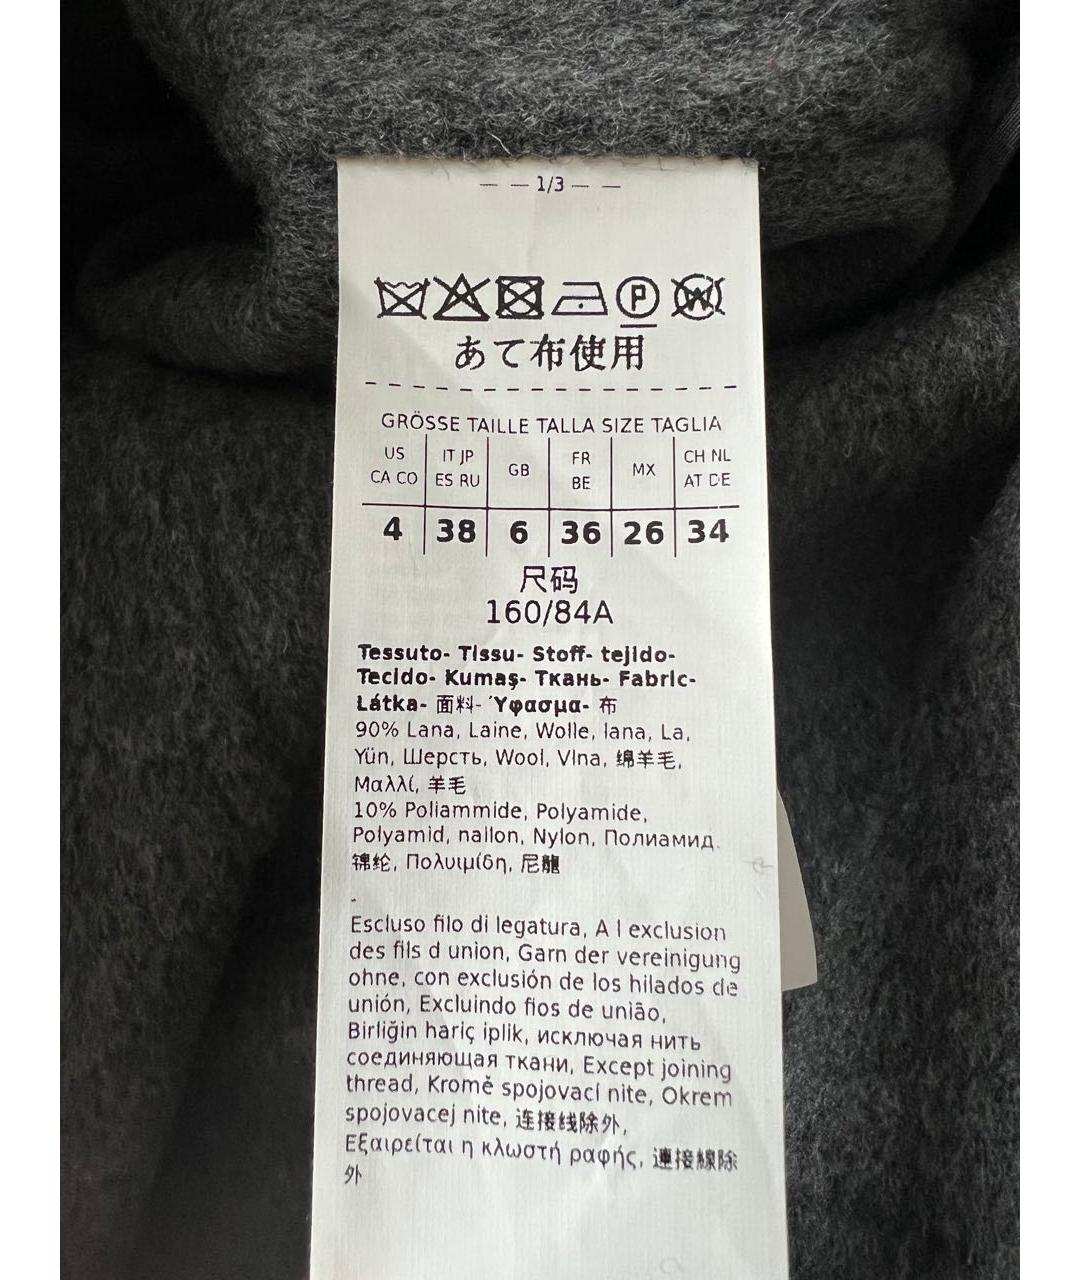 — — 1/3 — —
P W
あて布使用
GRÖSSE TAILLE TALLA SIZE TAGLIA
US IT JP GB FR MX CH NL
CA CO ES RU BE AT DE
4 38 6 36 26 34
尺码
160/84A
Tessuto- Tissu- Stoff- tejido-
Tecido- Kumaş- Ткань- Fabric-
Látka- 面料- Ύφασμα- 布
90% Lana, Laine, Wolle, lana, La,
Yün, Шерсть, Wool, Vlna, 绵羊毛,
Μαλλί, 羊毛
10% Poliammide, Polyamide,
Polyamid, nailon, Nylon, Полиамид.
锦纶, Πολυιμίδη, 尼龍
-
Escluso filo di legatura, A l exclusion
des fils d union, Garn der vereinigung
ohne, con exclusión de los hilados de
unión, Excluindo fios de união,
Birliğin hariç iplik, исключая нить
соединяющая ткани, Except joining
thread, Kromě spojovací nite, Okrem
spojovacej nite, 连接线除外,
Εξαιρείται η κλωστή ραφής, 連接線除
外